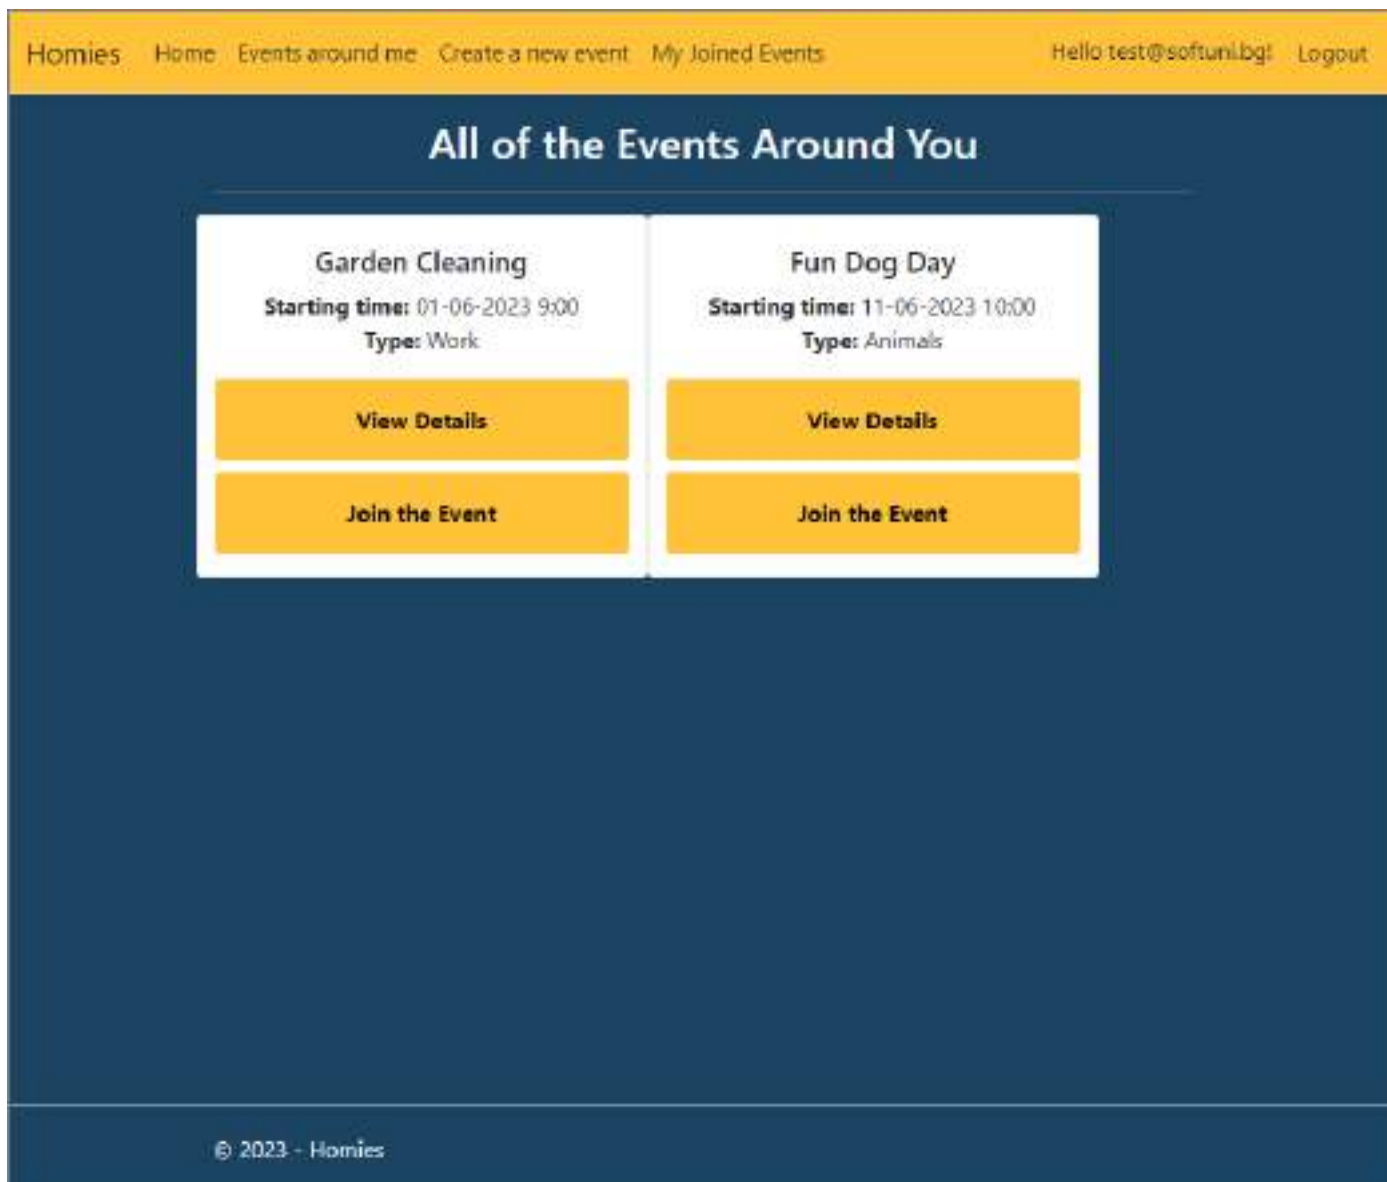 Homies Home Events around me Create a new event My Joined Events Hello test@softuni.bg! Logout
All of the Events Around You
Garden Cleaning
Starting time: 01-06-2023 9:00
Type: Work
View Details
Join the Event
Fun Dog Day
Starting time: 11-06-2023 10:00
Type: Animals
View Details
Join the Event
© 2023 - Homies